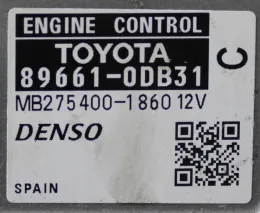 ENGINE CONTROL
TOYOTA
89661-0DB31
C
MB275400-1860 12V
DENSO
SPAIN